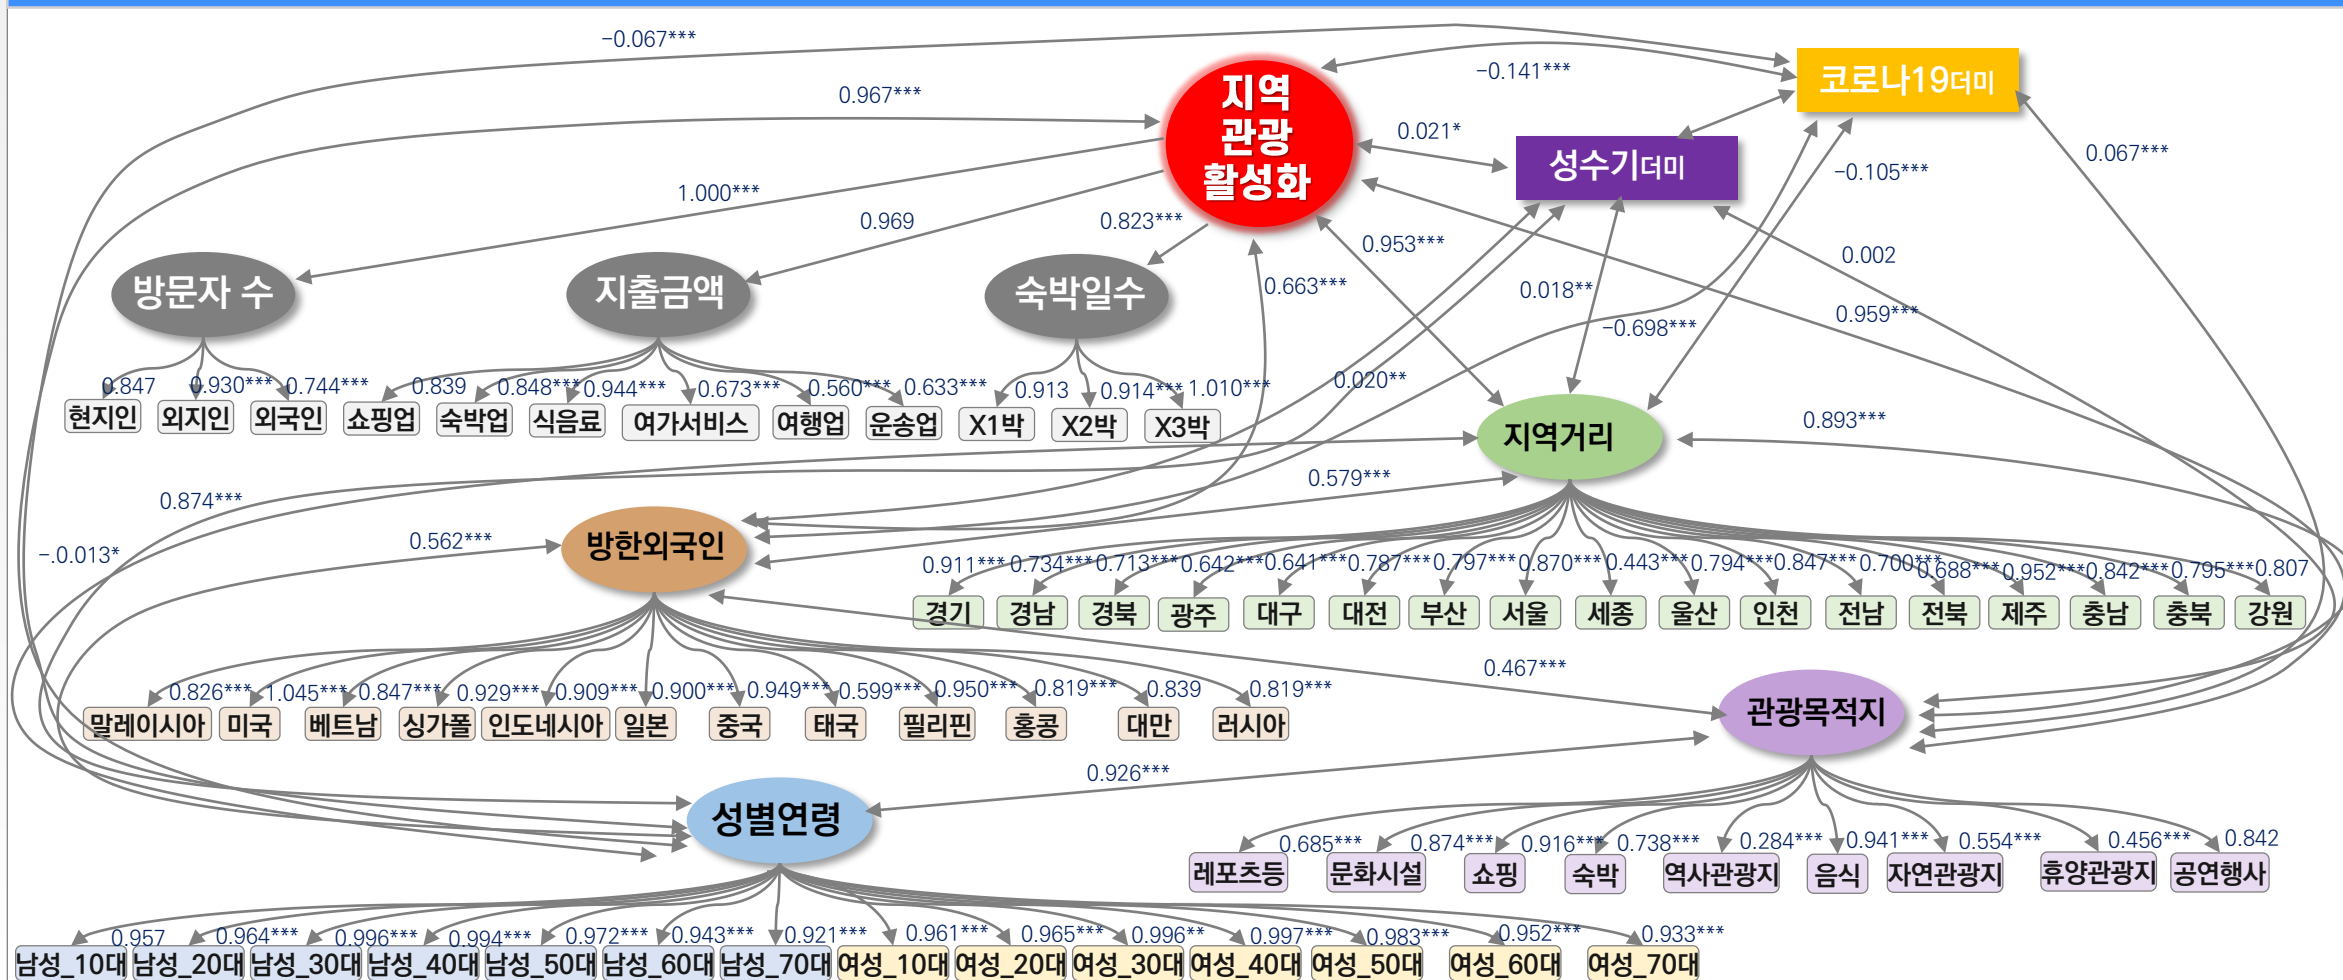 -0.067***
0.967***
지역
관광
활성화
-0.141***
코로나19더미
0.021*
성수기더미
-0.105***
0.067***
1.000***
0.969
0.823***
0.953***
0.663***
0.018**
0.002
-0.698***
0.959***
방문자 수
지출금액
숙박일수
0.847
0.930***
0.744***
0.839
0.848***
0.944***
0.673***
0.560***
0.633***
0.913
0.914***
1.010***
0.020**
현지인
외지인
외국인
쇼핑업
숙박업
식음료
여가서비스
여행업
운송업
X1박
X2박
X3박
지역거리
0.893***
0.874***
0.579***
-.0.013*
0.562***
방한외국인
0.911***
0.734***
0.713***
0.642***
0.641***
0.787***
0.797***
0.870***
0.443***
0.794***
0.847***
0.700***
0.688***
0.952***
0.842***
0.795***
0.807
경기
경남
경북
광주
대구
대전
부산
서울
세종
울산
인천
전남
전북
제주
충남
충북
강원
0.467***
0.826***
1.045***
0.847***
0.929***
0.909***
0.900***
0.949***
0.599***
0.950***
0.819***
0.839
0.819***
말레이시아
미국
베트남
싱가폴
인도네시아
일본
중국
태국
필리핀
홍콩
대만
러시아
관광목적지
0.926***
성별연령
0.685***
0.874***
0.916***
0.738***
0.284***
0.941***
0.554***
0.456***
0.842
레포츠등
문화시설
쇼핑
숙박
역사관광지
음식
자연관광지
휴양관광지
공연행사
0.957
0.964***
0.996***
0.994***
0.972***
0.943***
0.921***
0.961***
0.965***
0.996**
0.997***
0.983***
0.952***
0.933***
남성_10대
남성_20대
남성_30대
남성_40대
남성_50대
남성_60대
남성_70대
여성_10대
여성_20대
여성_30대
여성_40대
여성_50대
여성_60대
여성_70대